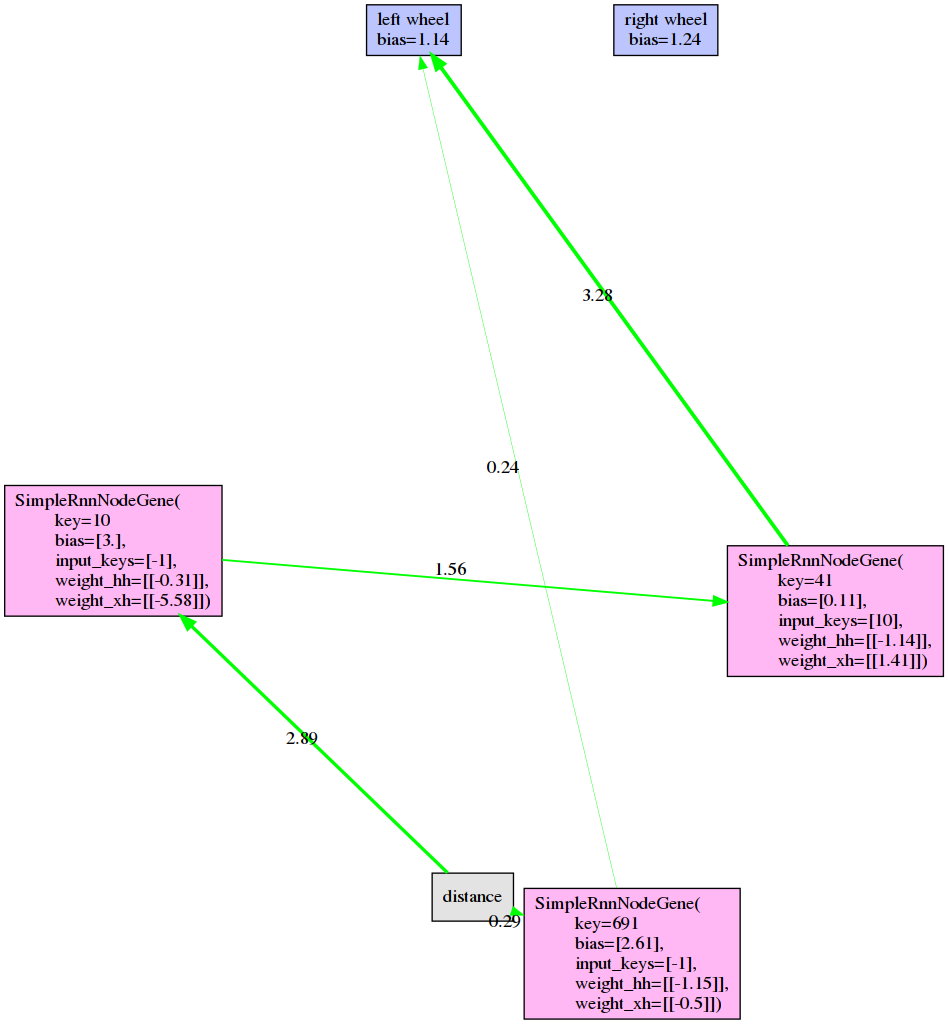 left wheel
bias=1.14
right wheel
bias=1.24
3.28
0.24
SimpleRnnNodeGene(
key=10
bias=[3.],
input_keys=[-1],
weight_hh=[[-0.31]],
weight_xh=[[-5.58]])
1.56
SimpleRnnNodeGene(
key=41
bias=[0.11],
input_keys=[10],
weight_hh=[[-1.14]],
weight_xh=[[1.41]])
2.89
distance
0.29
SimpleRnnNodeGene(
key=691
bias=[2.61],
input_keys=[-1],
weight_hh=[[-1.15]],
weight_xh=[[-0.5]])